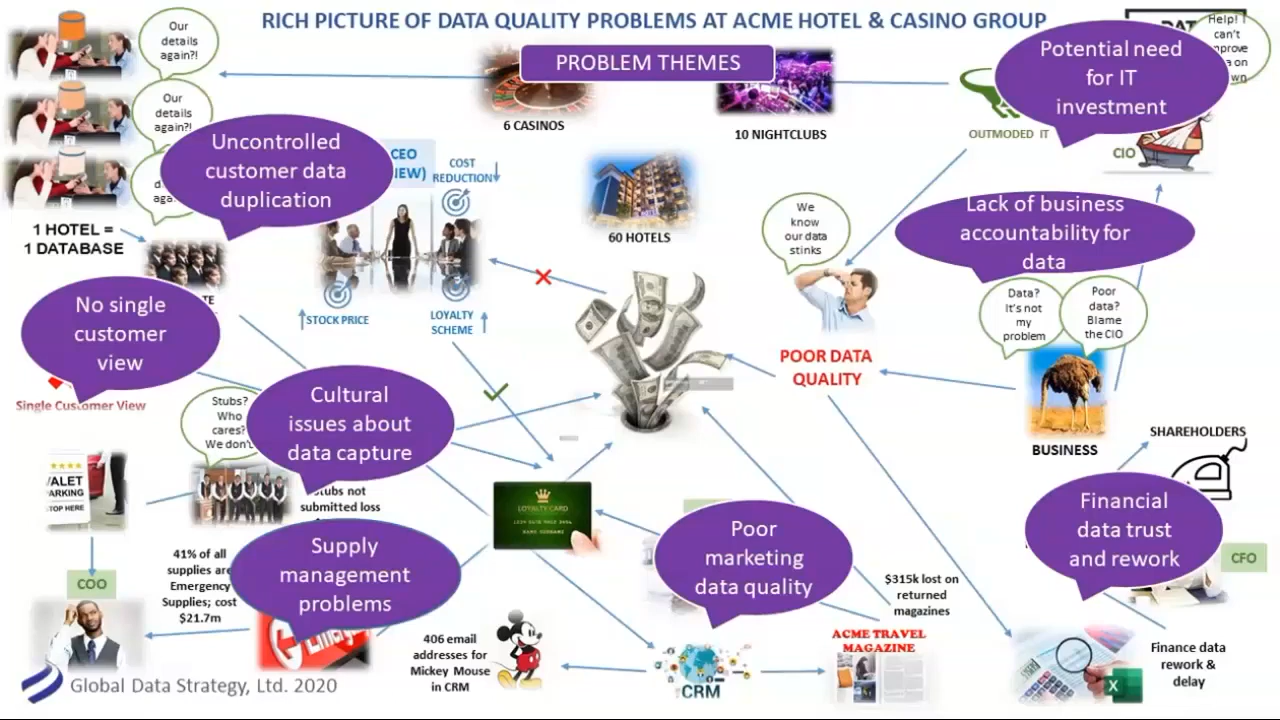 RICH PICTURE OF DATA QUALITY PROBLEMS AT ACME HOTEL & CASINO GROUP
PROBLEM THEMES
Our
details
again?!
Our
details
again?!
Uncontrolled
customer data
duplication
1 HOTEL =
1 DATABASE
6 CASINOS
10 NIGHTCLUBS
60 HOTELS
CEO
COST
REDUCTION
STOCK PRICE
LOYALTY
SCHEME
OUTMODED IT
Help! I
can't
on
Potential need
for IT
investment
CIO
We
know
our data
stinks
Lack of business
accountability for
data
Data?
It's not
my
problem
Poor
data?
Blame
the CIO
POOR DATA
QUALITY
BUSINESS
No single
customer
view
Single Customer View
Stubs?
Who
cares?
We don't
Cultural
issues about
data capture
SHAREHOLDERS
Financial
data trust
and rework
CFO
★★★★
PARKING
STOP HERE
stubs not
submitted loss
LOYALTY CARD
Poor
marketing
data quality
Supply
management
problems
41% of all
supplies are
Emergency
Supplies; cost
$21.7m
COO
406 email
addresses for
Mickey Mouse
in CRM
CRM
$315k lost on
returned
magazines
ACME TRAVEL
MAGAZINE
X
Finance data
rework &
delay
Global Data Strategy, Ltd. 2020